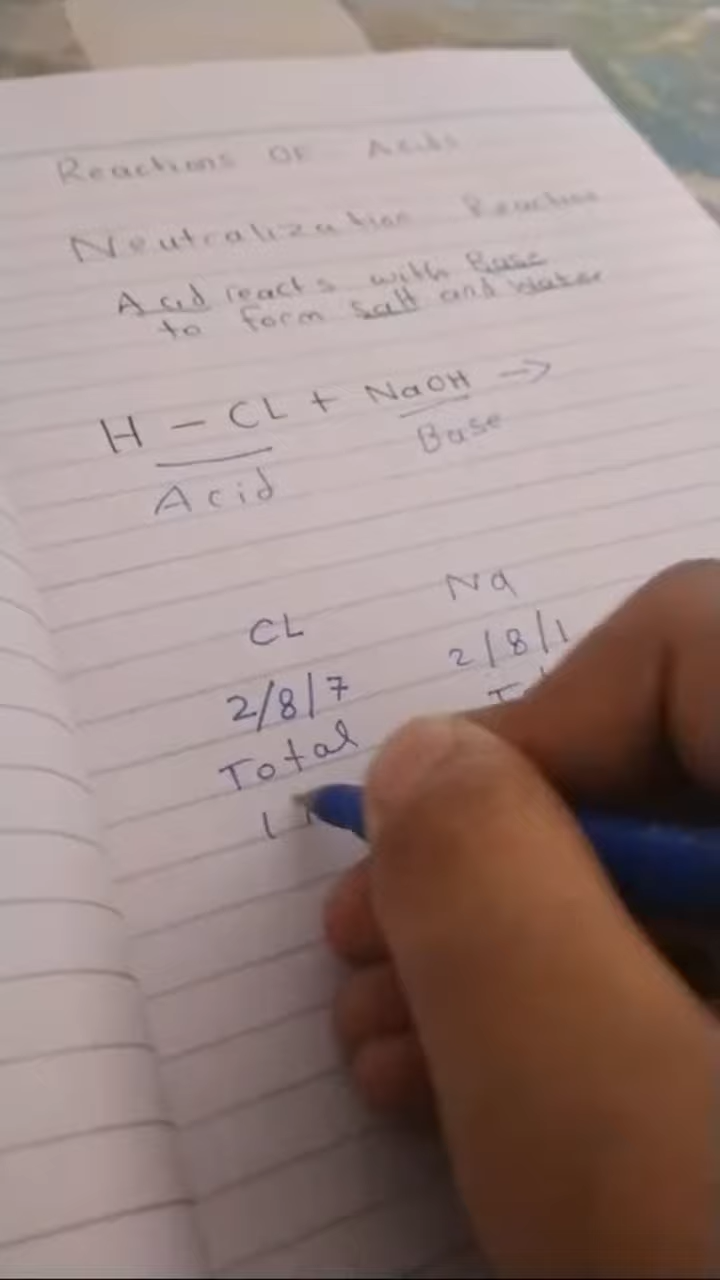 Reactions OF Acids
Neutralization Reaction
Acid reacts with Base
to form salt and water
H - CL + NaOH →
Acid Base
CL Na
2/8/7 2/8/1
Total
1